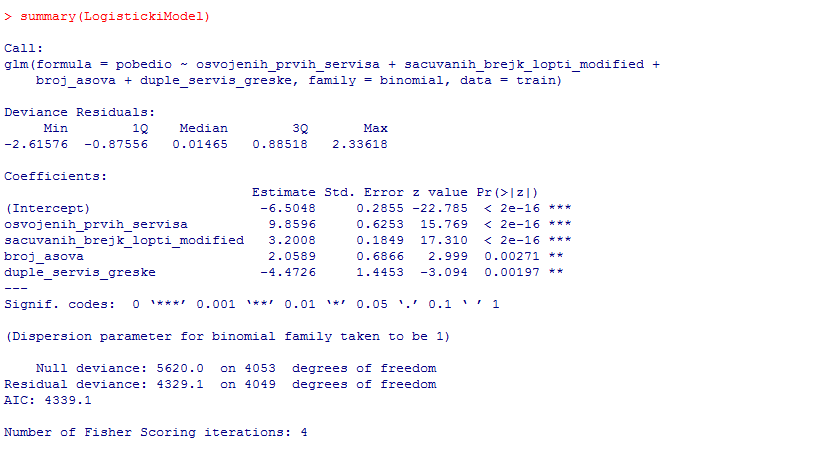 > summary(LogistickiModel)
Call:
glm(formula = pobedio ~ osvojenih_prvih_servisa + sacuvanih_brejk_lopti_modified +
    broj_asova + duple_servis_greske, family = binomial, data = train)
Deviance Residuals:
     Min       1Q   Median       3Q      Max
-2.61576 -0.87556  0.01465  0.88518  2.33618
Coefficients:
                               Estimate Std. Error z value Pr(>|z|)
(Intercept)                     -6.5048     0.2855 -22.785  < 2e-16 ***
osvojenih_prvih_servisa          9.8596     0.6253  15.769  < 2e-16 ***
sacuvanih_brejk_lopti_modified   3.2008     0.1849  17.310  < 2e-16 ***
broj_asova                       2.0589     0.6866   2.999  0.00271 **
duple_servis_greske             -4.4726     1.4453  -3.094  0.00197 **
---
Signif. codes:  0 ‘***’ 0.001 ‘**’ 0.01 ‘*’ 0.05 ‘.’ 0.1 ‘ ’ 1
(Dispersion parameter for binomial family taken to be 1)
    Null deviance: 5620.0  on 4053  degrees of freedom
Residual deviance: 4329.1  on 4049  degrees of freedom
AIC: 4339.1
Number of Fisher Scoring iterations: 4